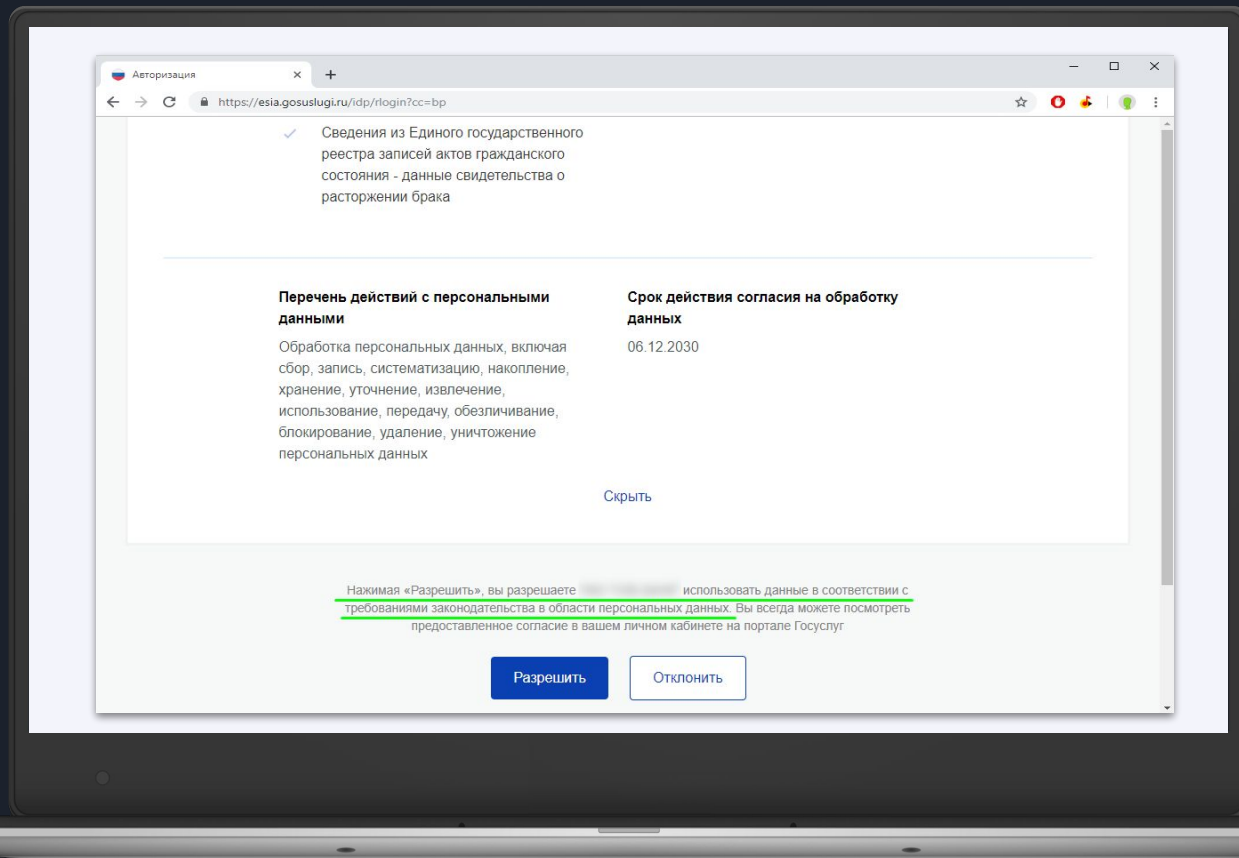 Авторизация
https://esia.gosuslugi.ru/idp/rlogin?cc=bp
Сведения из Единого государственного
реестра записей актов гражданского
состояния - данные свидетельства о
расторжении брака
Перечень действий с персональными
данными
Обработка персональных данных, включая
сбор, запись, систематизацию, накопление,
хранение, уточнение, извлечение,
использование, передачу, обезличивание,
блокирование, удаление, уничтожение
персональных данных
Срок действия согласия на обработку
данных
06.12.2030
Скрыть
Нажимая «Разрешить», вы разрешаете использовать данные в соответствии с
требованиями законодательства в области персональных данных. Вы всегда можете посмотреть
предоставленное согласие в вашем личном кабинете на портале Госуслуг
Разрешить
Отклонить